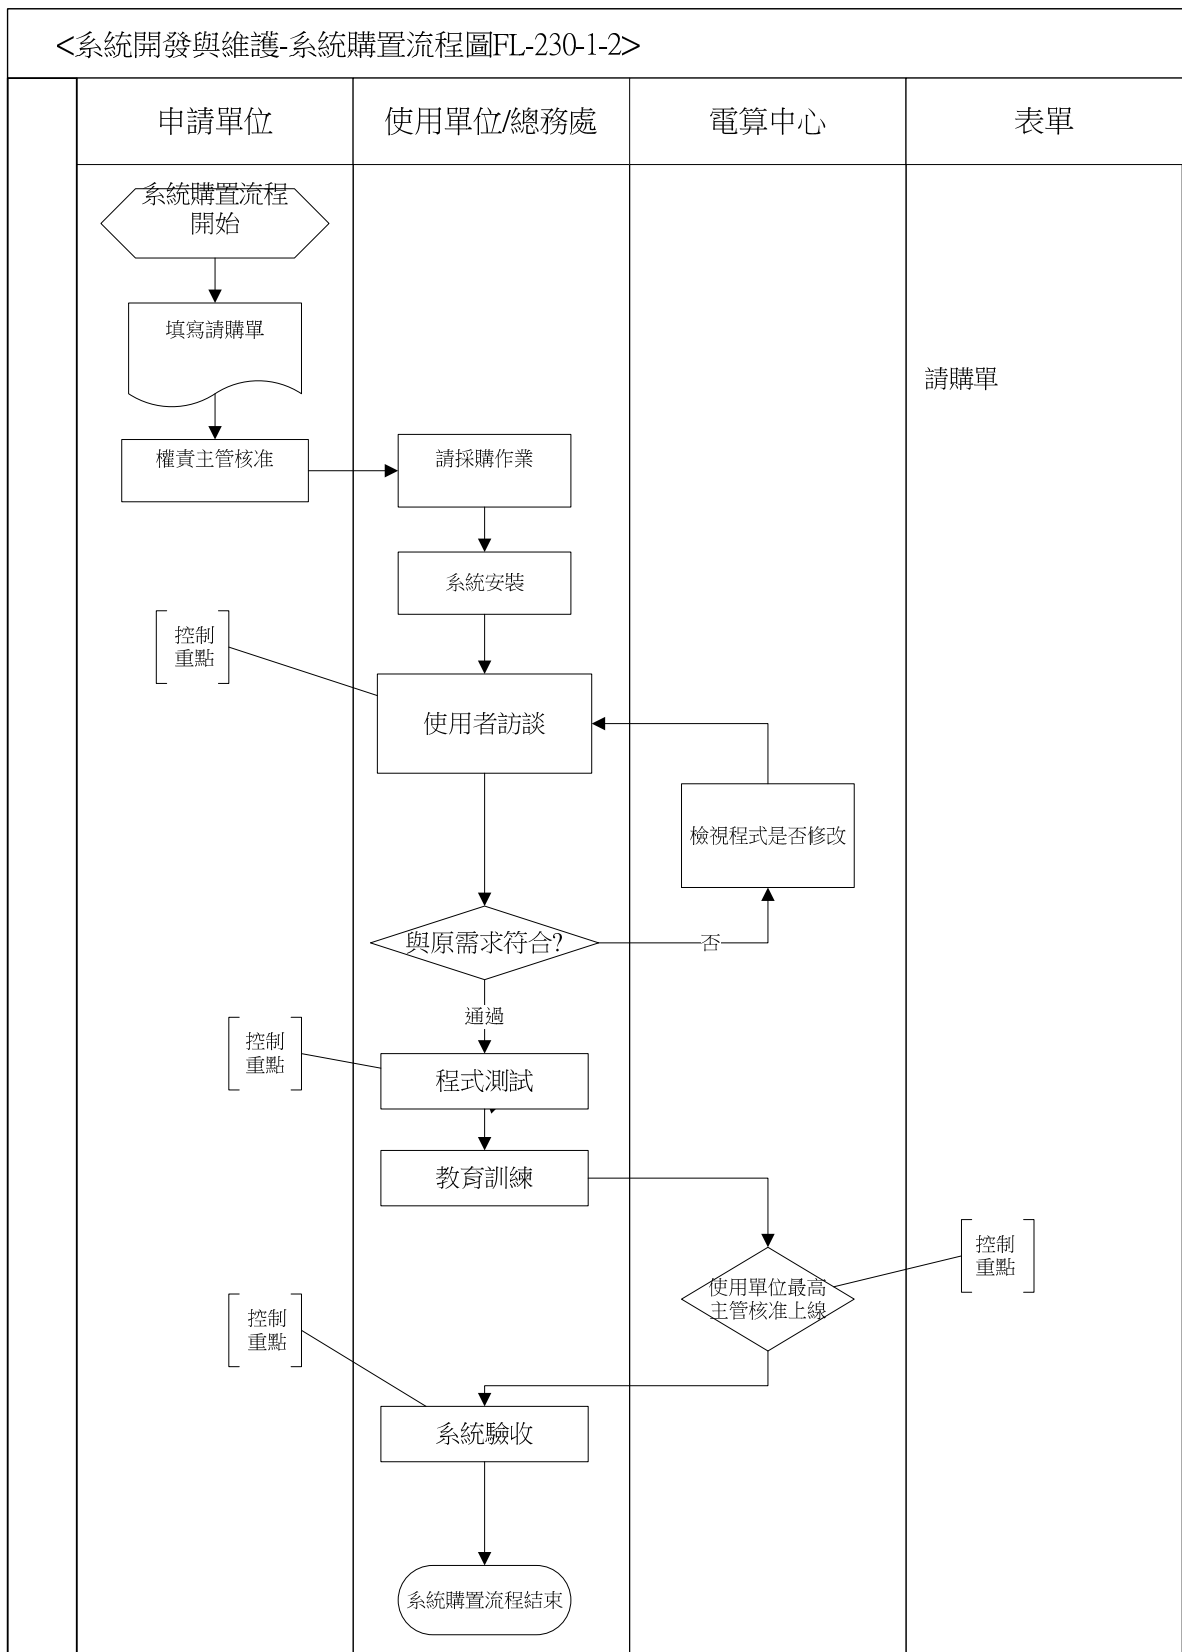 <系統開發與維護-系統購置流程圖FL-230-1-2>
申請單位
使用單位/總務處
電算中心
表單
系統購置流程
開始
填寫請購單
請購單
權責主管核准
請採購作業
系統安裝
控制
重點
使用者訪談
檢視程式是否修改
與原需求符合?
否
通過
控制
重點
程式測試
教育訓練
控制
重點
使用單位最高
主管核准上線
控制
重點
系統驗收
系統購置流程結束